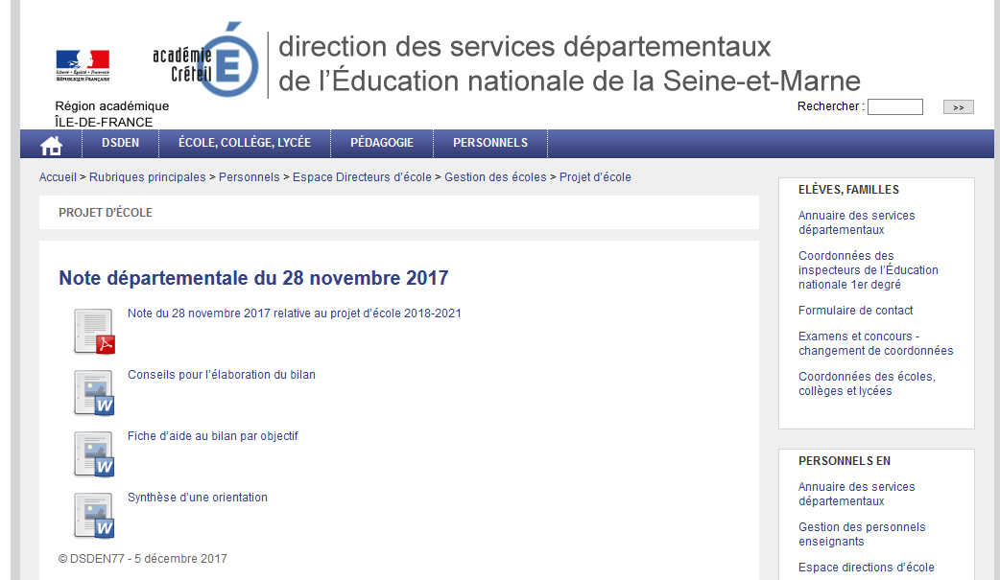 Liberté • Égalité • Fraternité
RÉPUBLIQUE FRANÇAISE
académie
Créteil
É
direction des services départementaux
de l'Éducation nationale de la Seine-et-Marne
Région académique
ÎLE-DE-FRANCE
Rechercher :
>>
DSDEN
ÉCOLE, COLLÈGE, LYCÉE
PÉDAGOGIE
PERSONNELS
Accueil > Rubriques principales > Personnels > Espace Directeurs d'école > Gestion des écoles > Projet d'école
PROJET D'ÉCOLE
Note départementale du 28 novembre 2017
Note du 28 novembre 2017 relative au projet d'école 2018-2021
W
Conseils pour l'élaboration du bilan
W
Fiche d'aide au bilan par objectif
W
Synthèse d'une orientation
© DSDEN77 - 5 décembre 2017
ELÈVES, FAMILLES
Annuaire des services
départementaux
Coordonnées des
inspecteurs de l'Éducation
nationale 1er degré
Formulaire de contact
Examens et concours -
changement de coordonnées
Coordonnées des écoles,
collèges et lycées
PERSONNELS EN
Annuaire des services
départementaux
Gestion des personnels
enseignants
Espace directions d'école